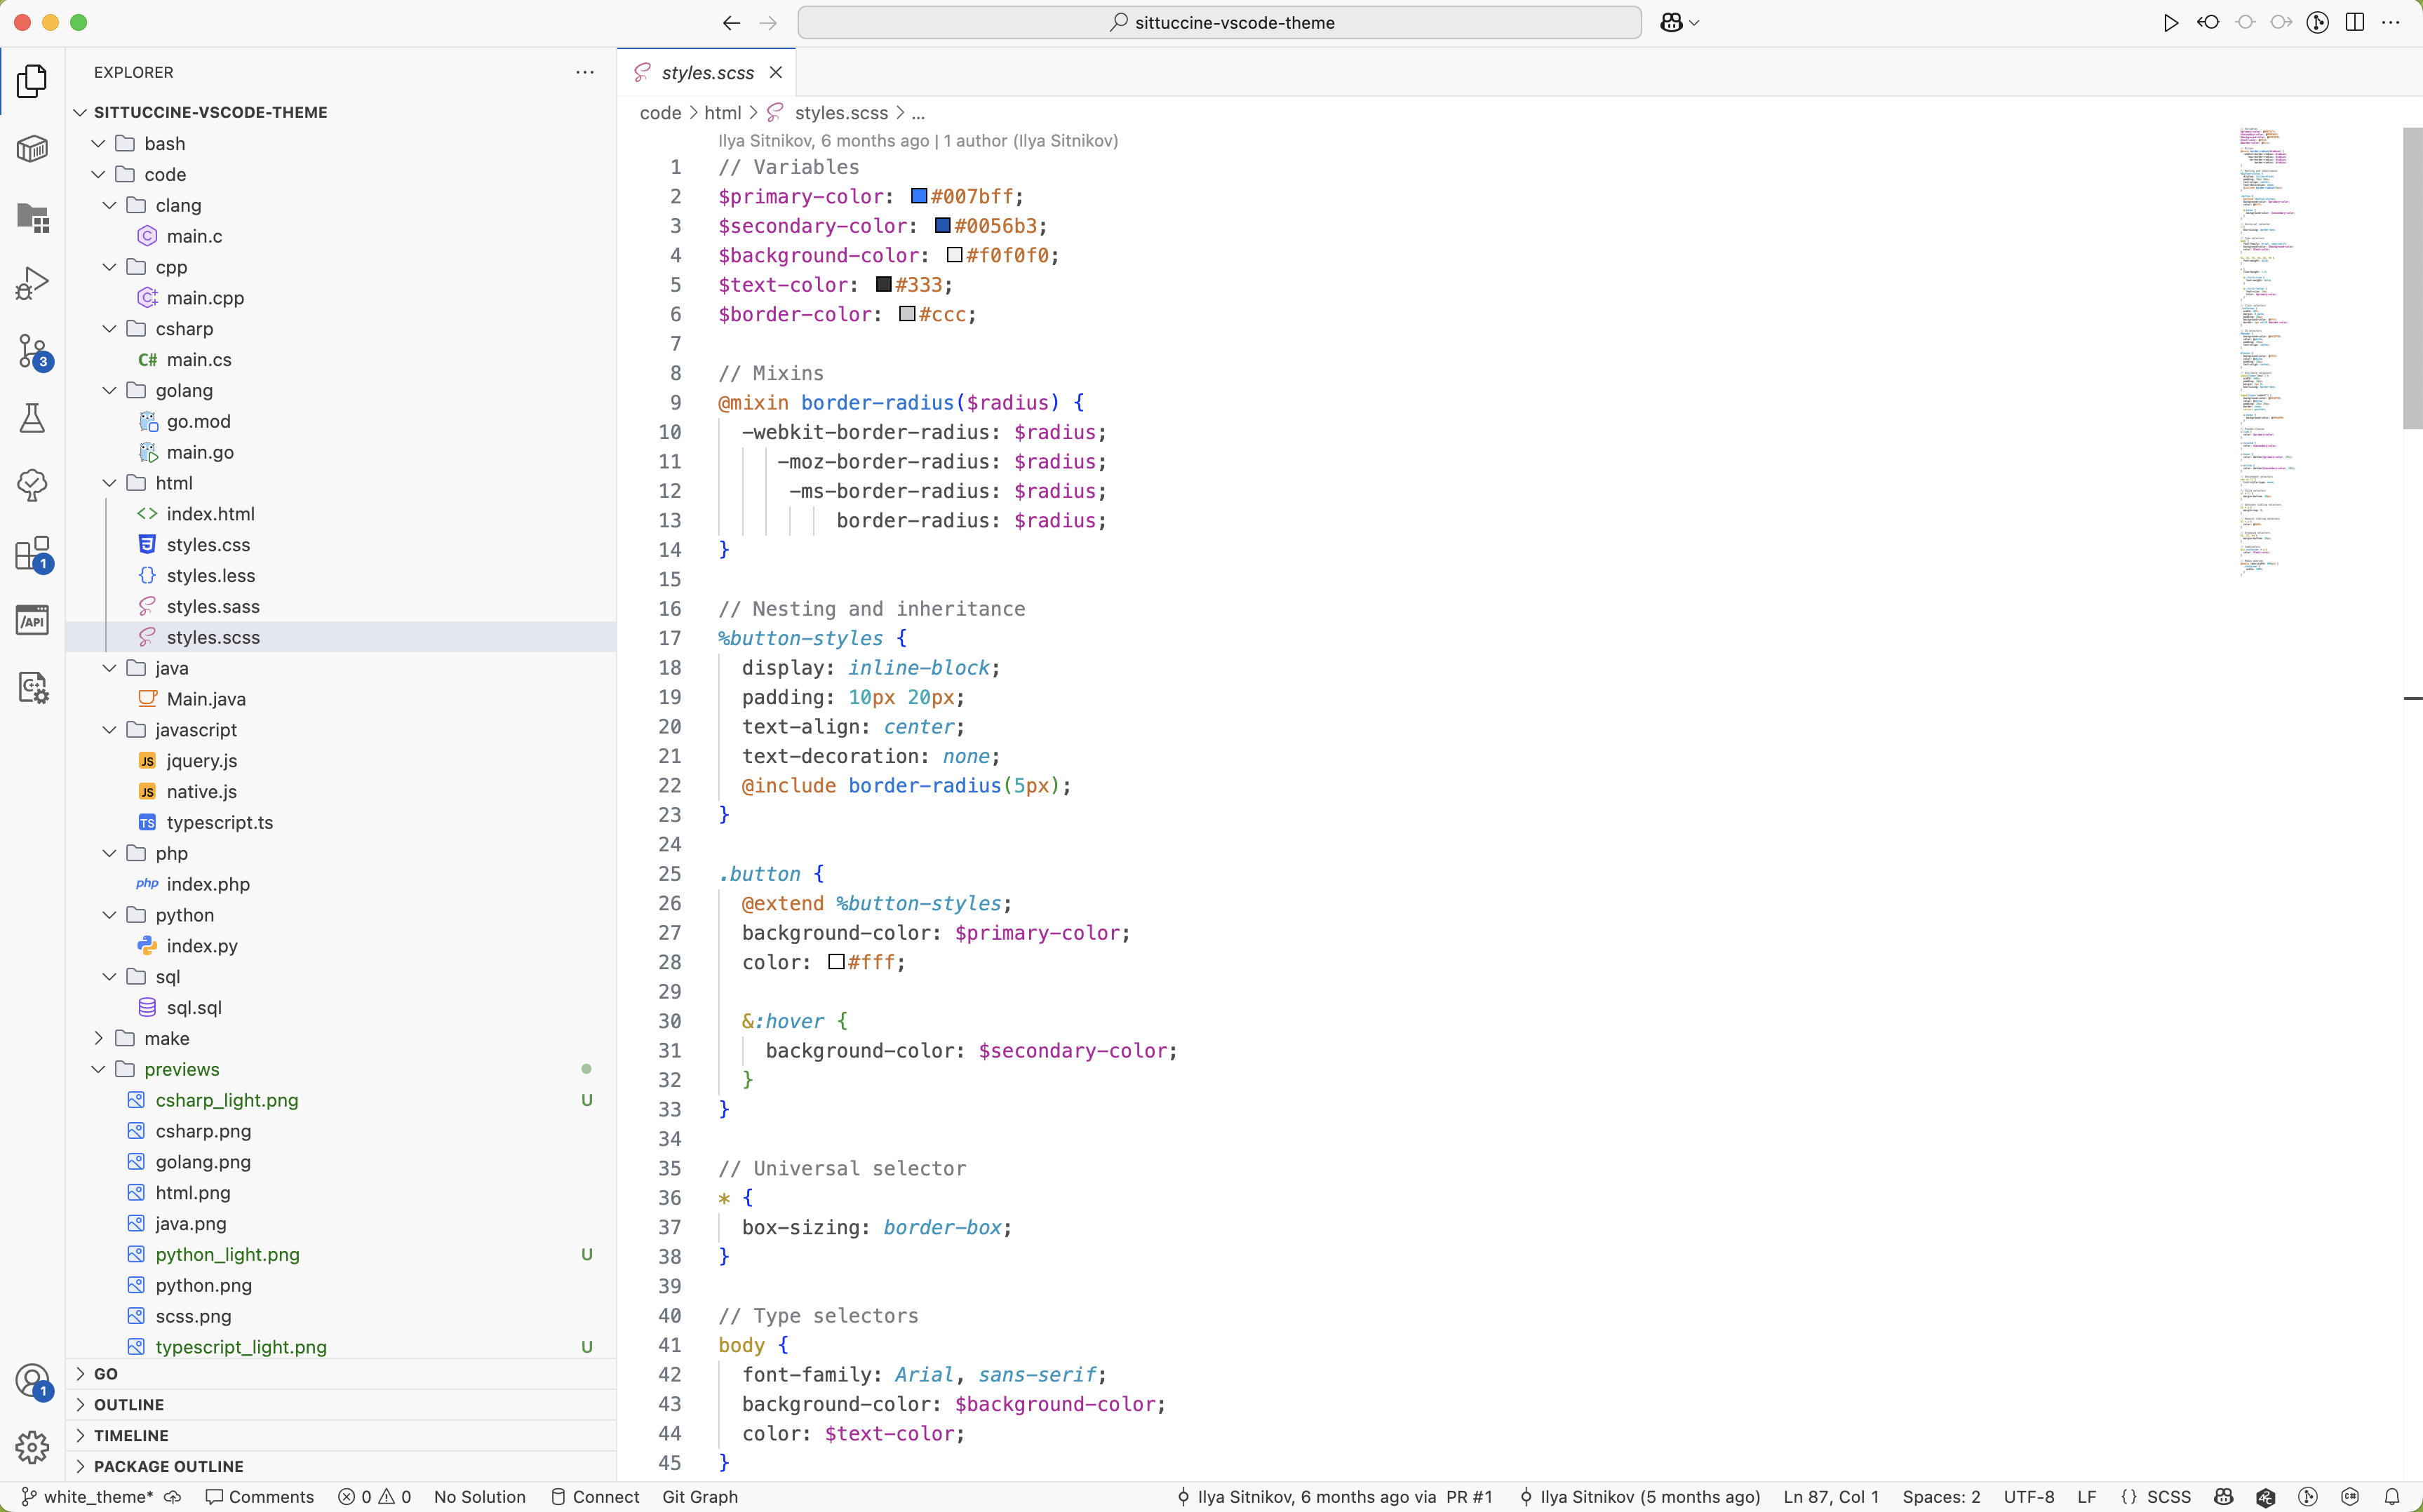 sittuccine-vscode-theme
EXPLORER
SITTUCCINE-VSCODE-THEME
bash
code
clang
C main.c
cpp
C main.cpp
csharp
C# main.cs
golang
go.mod
main.go
html
<> index.html
styles.css
{} styles.less
styles.sass
styles.scss
java
Main.java
javascript
JS jquery.js
JS native.js
TS typescript.ts
php
php index.php
python
index.py
sql
sql.sql
make
previews
csharp_light.png U
csharp.png
golang.png
html.png
java.png
python_light.png U
python.png
scss.png
typescript_light.png U
GO
OUTLINE
TIMELINE
PACKAGE OUTLINE
3
1
/API
C+
1
styles.scss
code > html > styles.scss > ...
Ilya Sitnikov, 6 months ago | 1 author (Ilya Sitnikov)
1 // Variables
2 $primary-color: #007bff;
3 $secondary-color: #0056b3;
4 $background-color: #f0f0f0;
5 $text-color: #333;
6 $border-color: #ccc;
7
8 // Mixins
9 @mixin border-radius($radius) {
10 -webkit-border-radius: $radius;
11 -moz-border-radius: $radius;
12 -ms-border-radius: $radius;
13 border-radius: $radius;
14 }
15
16 // Nesting and inheritance
17 %button-styles {
18 display: inline-block;
19 padding: 10px 20px;
20 text-align: center;
21 text-decoration: none;
22 @include border-radius(5px);
23 }
24
25 .button {
26 @extend %button-styles;
27 background-color: $primary-color;
28 color: #fff;
29
30 &:hover {
31 background-color: $secondary-color;
32 }
33 }
34
35 // Universal selector
36 * {
37 box-sizing: border-box;
38 }
39
40 // Type selectors
41 body {
42 font-family: Arial, sans-serif;
43 background-color: $background-color;
44 color: $text-color;
45 }
white_theme* Comments 0 0 No Solution Connect Git Graph Ilya Sitnikov, 6 months ago via PR #1 Ilya Sitnikov (5 months ago) Ln 87, Col 1 Spaces: 2 UTF-8 LF {} SCSS